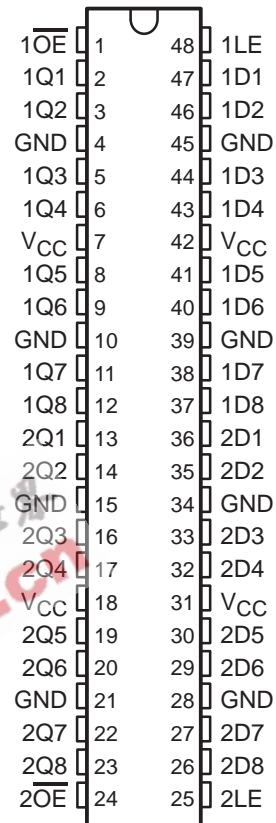 1O̅E̅ 1 48 1LE
1Q1 2 47 1D1
1Q2 3 46 1D2
GND 4 45 GND
1Q3 5 44 1D3
1Q4 6 43 1D4
VCC 7 42 VCC
1Q5 8 41 1D5
1Q6 9 40 1D6
GND 10 39 GND
1Q7 11 38 1D7
1Q8 12 37 1D8
2Q1 13 36 2D1
2Q2 14 35 2D2
GND 15 34 GND
2Q3 16 33 2D3
2Q4 17 32 2D4
VCC 18 31 VCC
2Q5 19 30 2D5
2Q6 20 29 2D6
GND 21 28 GND
2Q7 22 27 2D7
2Q8 23 26 2D8
2O̅E̅ 24 25 2LE
.cn